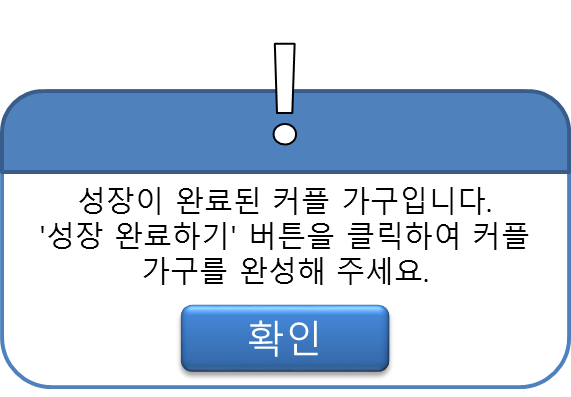 !
성장이 완료된 커플 가구입니다.
'성장 완료하기' 버튼을 클릭하여 커플
가구를 완성해 주세요.
확인